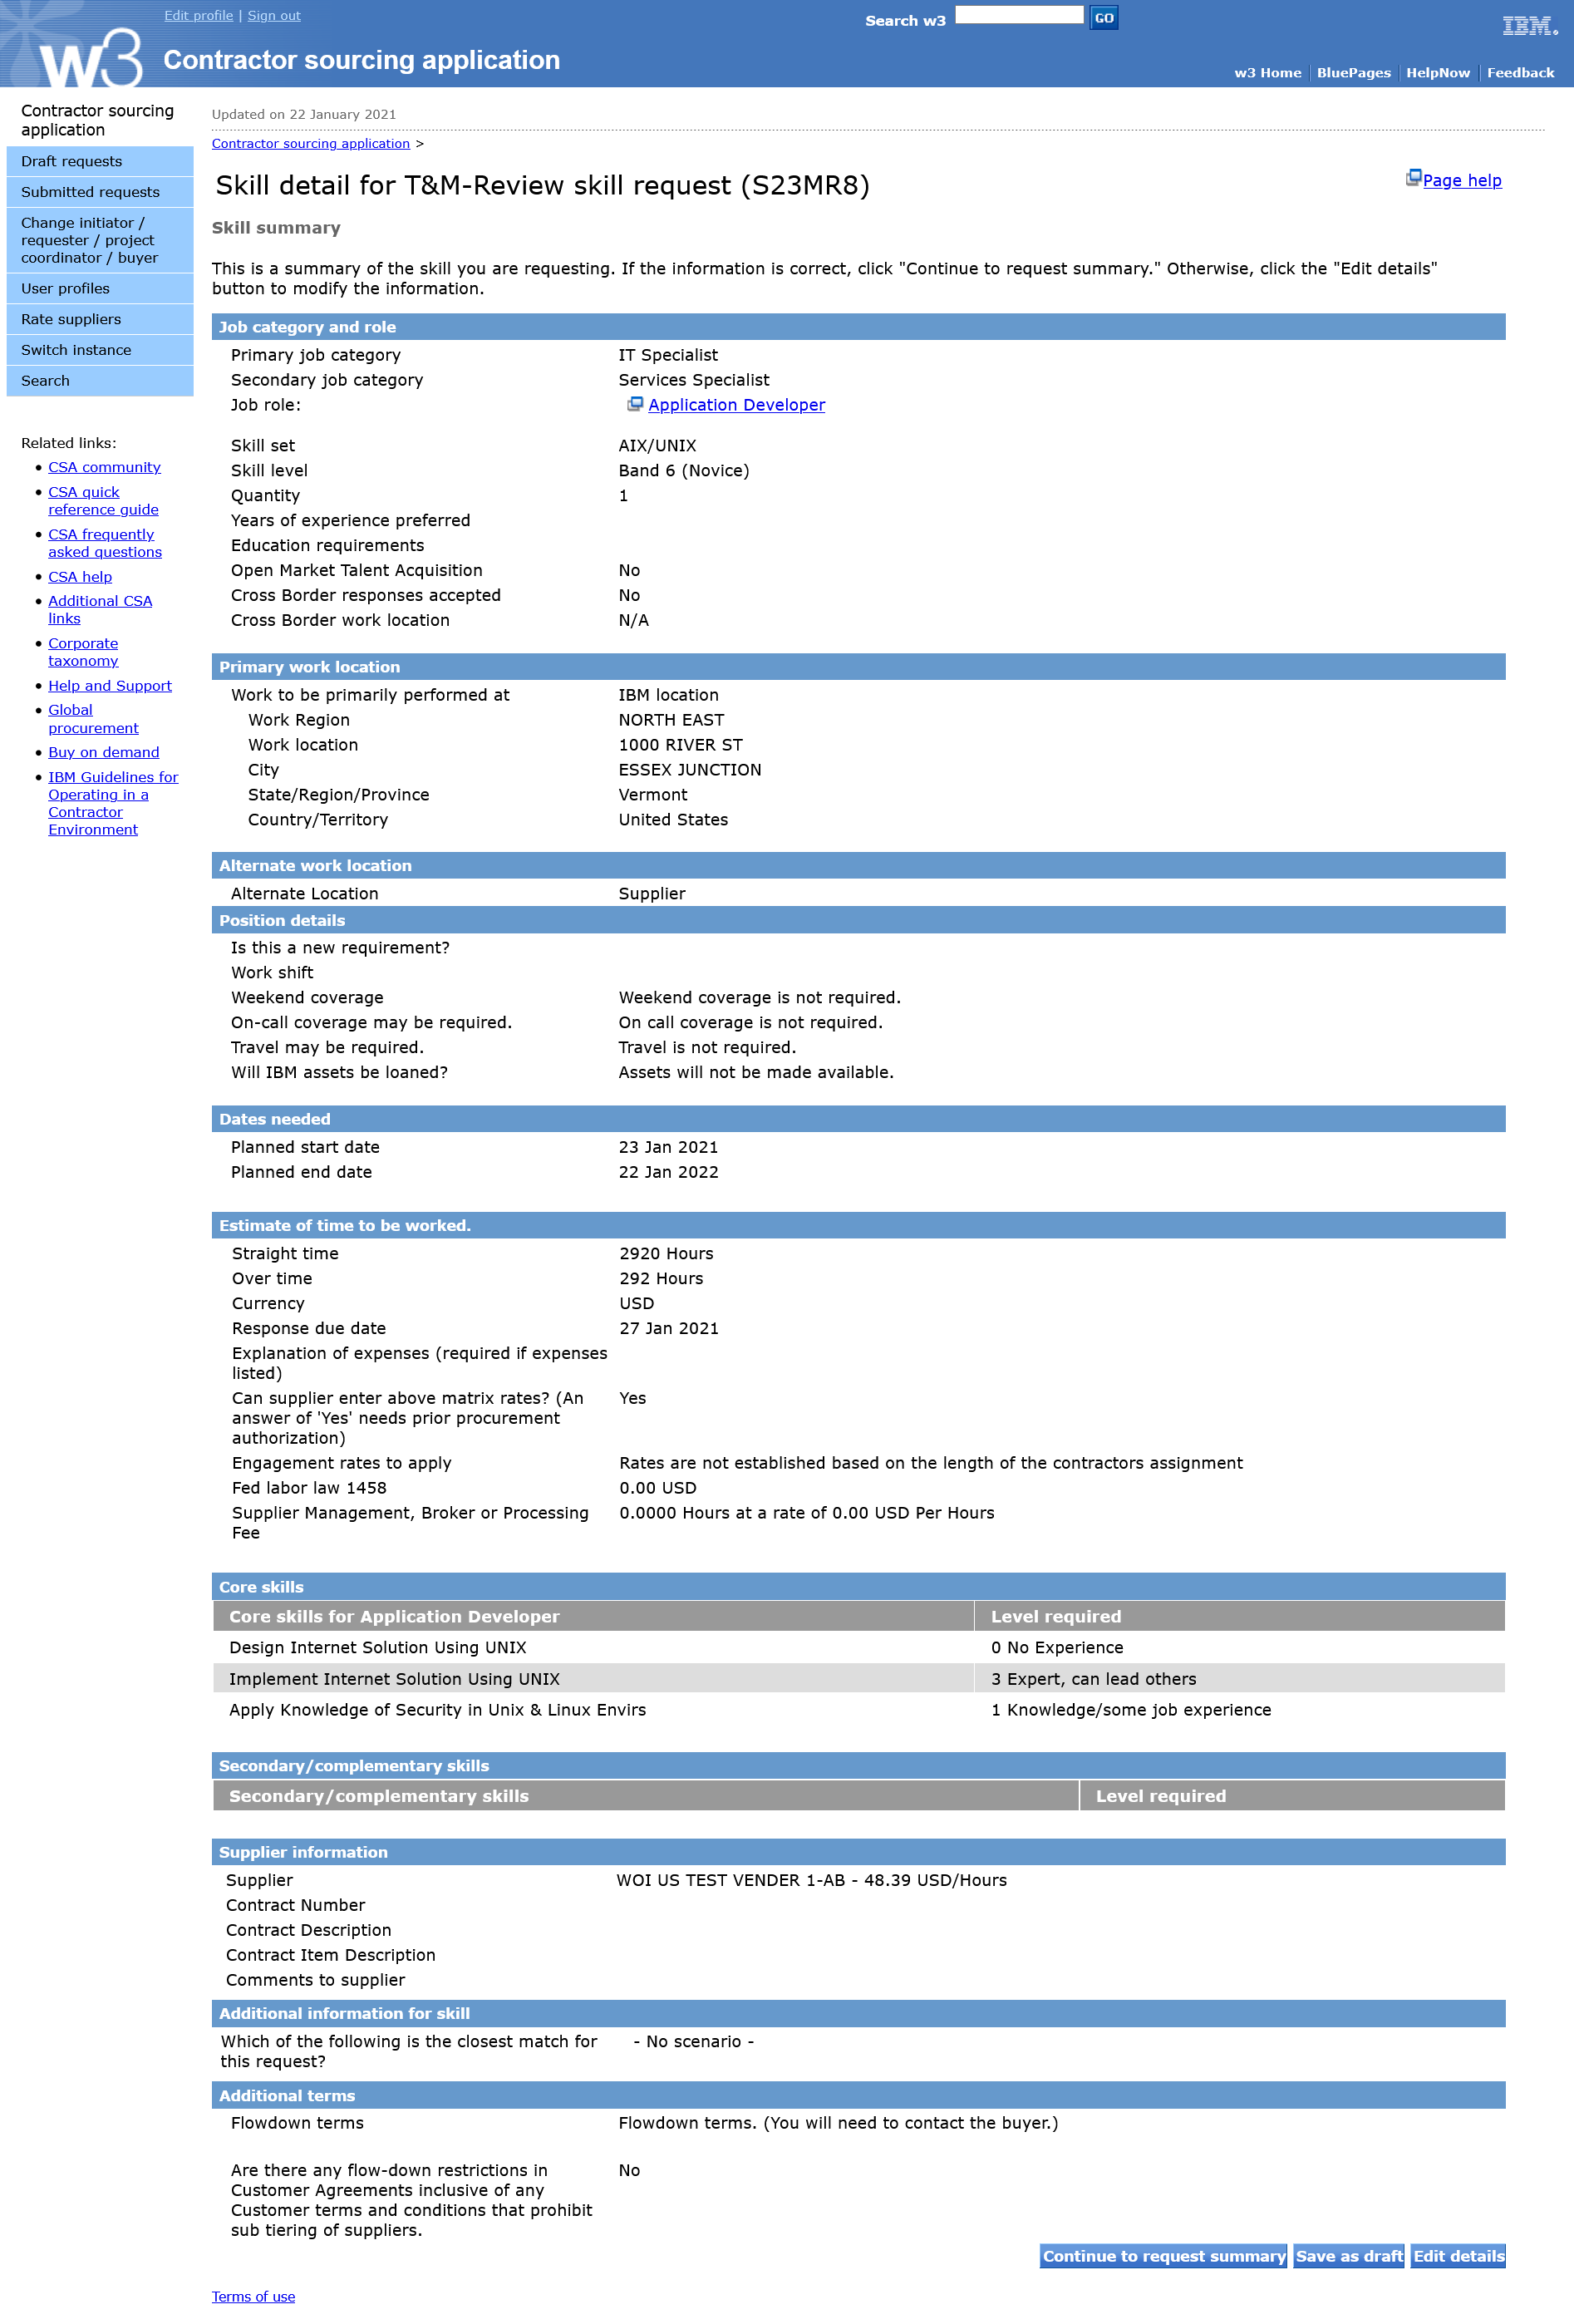 Edit profile | Sign out
Search w3 GO
IBM®
w3 Contractor sourcing application
w3 Home | BluePages | HelpNow | Feedback
Contractor sourcing
application
Draft requests
Submitted requests
Change initiator /
requester / project
coordinator / buyer
User profiles
Rate suppliers
Switch instance
Search
Related links:
CSA community
CSA quick
reference guide
CSA frequently
asked questions
CSA help
Additional CSA
links
Corporate
taxonomy
Help and Support
Global
procurement
Buy on demand
IBM Guidelines for
Operating in a
Contractor
Environment
Updated on 22 January 2021
Contractor sourcing application >
Skill detail for T&M-Review skill request (S23MR8)
Page help
Skill summary
This is a summary of the skill you are requesting. If the information is correct, click "Continue to request summary." Otherwise, click the "Edit details"
button to modify the information.
Job category and role
Primary job category IT Specialist
Secondary job category Services Specialist
Job role: Application Developer
Skill set AIX/UNIX
Skill level Band 6 (Novice)
Quantity 1
Years of experience preferred
Education requirements
Open Market Talent Acquisition No
Cross Border responses accepted No
Cross Border work location N/A
Primary work location
Work to be primarily performed at IBM location
Work Region NORTH EAST
Work location 1000 RIVER ST
City ESSEX JUNCTION
State/Region/Province Vermont
Country/Territory United States
Alternate work location
Alternate Location Supplier
Position details
Is this a new requirement?
Work shift
Weekend coverage Weekend coverage is not required.
On-call coverage may be required. On call coverage is not required.
Travel may be required. Travel is not required.
Will IBM assets be loaned? Assets will not be made available.
Dates needed
Planned start date 23 Jan 2021
Planned end date 22 Jan 2022
Estimate of time to be worked.
Straight time 2920 Hours
Over time 292 Hours
Currency USD
Response due date 27 Jan 2021
Explanation of expenses (required if expenses
listed)
Can supplier enter above matrix rates? (An Yes
answer of 'Yes' needs prior procurement
authorization)
Engagement rates to apply Rates are not established based on the length of the contractors assignment
Fed labor law 1458 0.00 USD
Supplier Management, Broker or Processing 0.0000 Hours at a rate of 0.00 USD Per Hours
Fee
Core skills
Core skills for Application Developer Level required
Design Internet Solution Using UNIX 0 No Experience
Implement Internet Solution Using UNIX 3 Expert, can lead others
Apply Knowledge of Security in Unix & Linux Envirs 1 Knowledge/some job experience
Secondary/complementary skills
Secondary/complementary skills Level required
Supplier information
Supplier WOI US TEST VENDER 1-AB - 48.39 USD/Hours
Contract Number
Contract Description
Contract Item Description
Comments to supplier
Additional information for skill
Which of the following is the closest match for - No scenario -
this request?
Additional terms
Flowdown terms Flowdown terms. (You will need to contact the buyer.)
Are there any flow-down restrictions in No
Customer Agreements inclusive of any
Customer terms and conditions that prohibit
sub tiering of suppliers.
Continue to request summary Save as draft Edit details
Terms of use